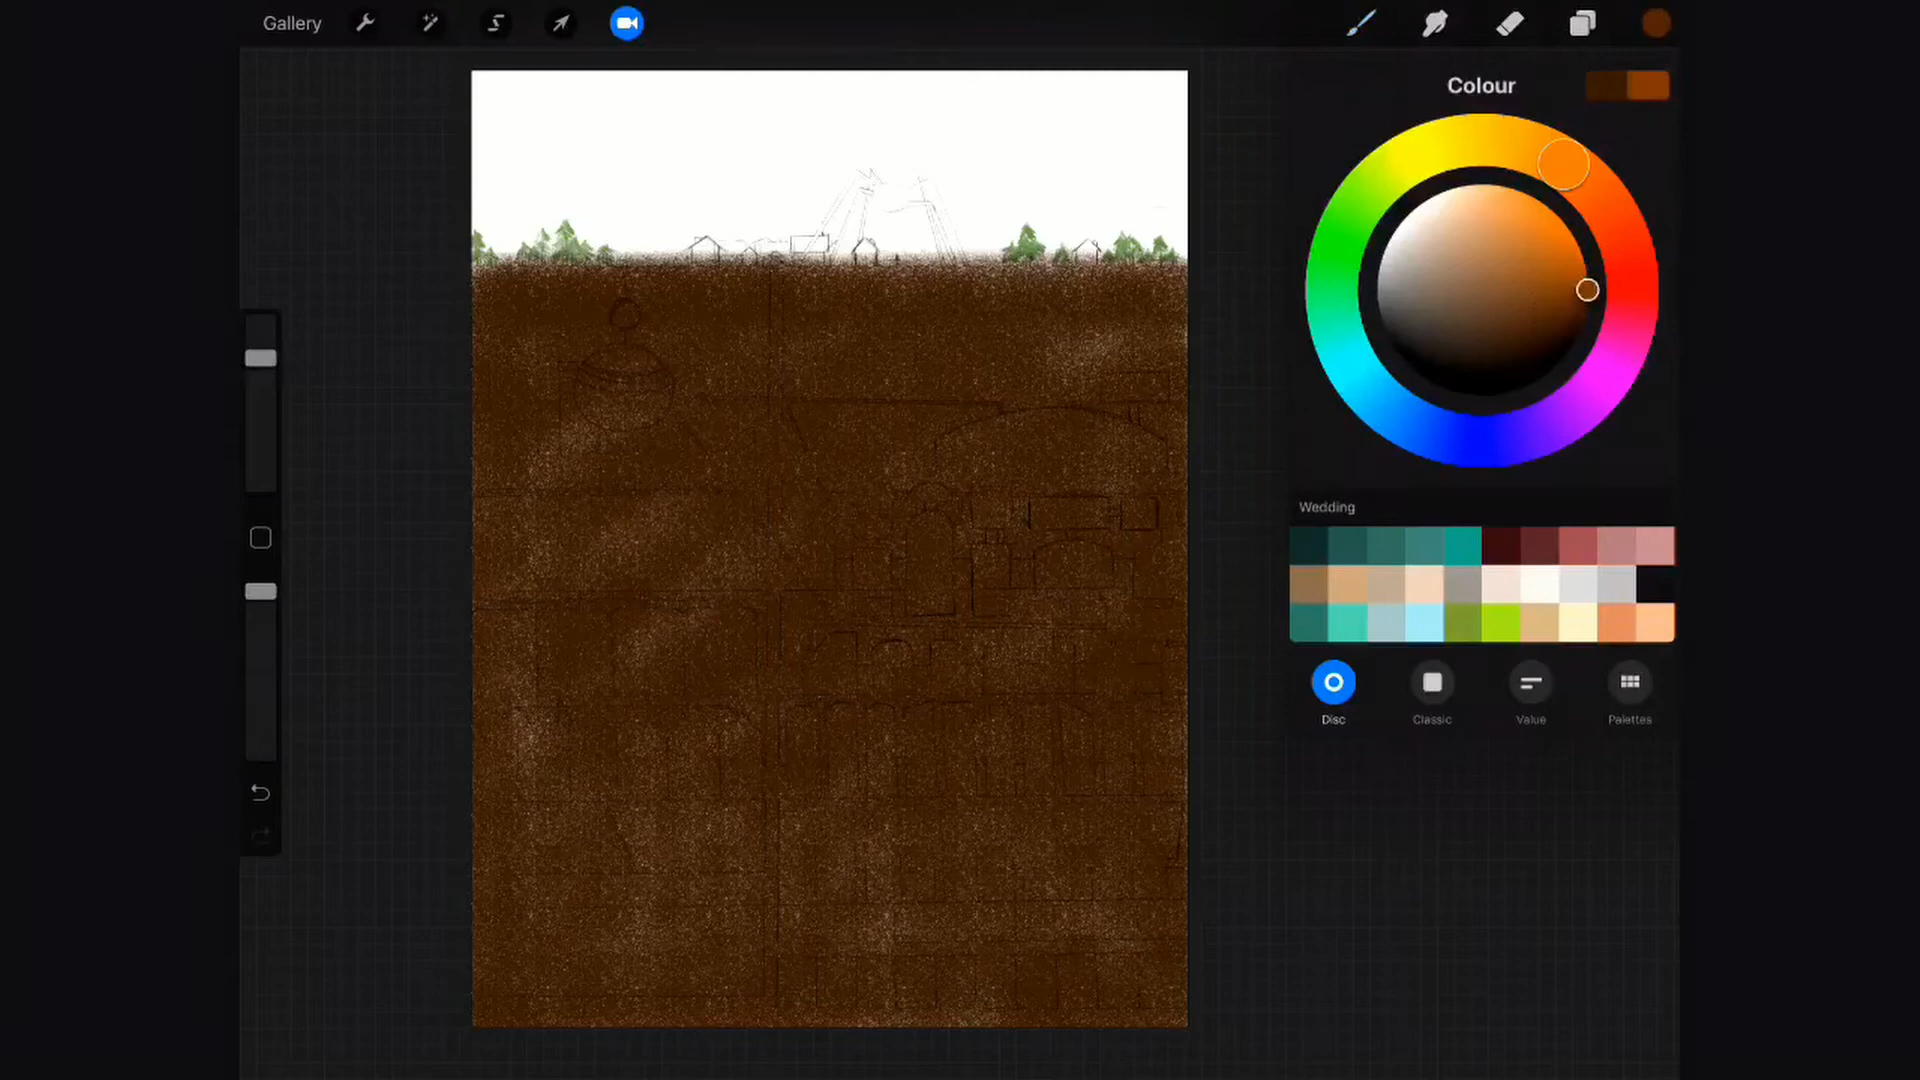 Gallery
Colour
Wedding
Disc
Classic
Value
Palettes